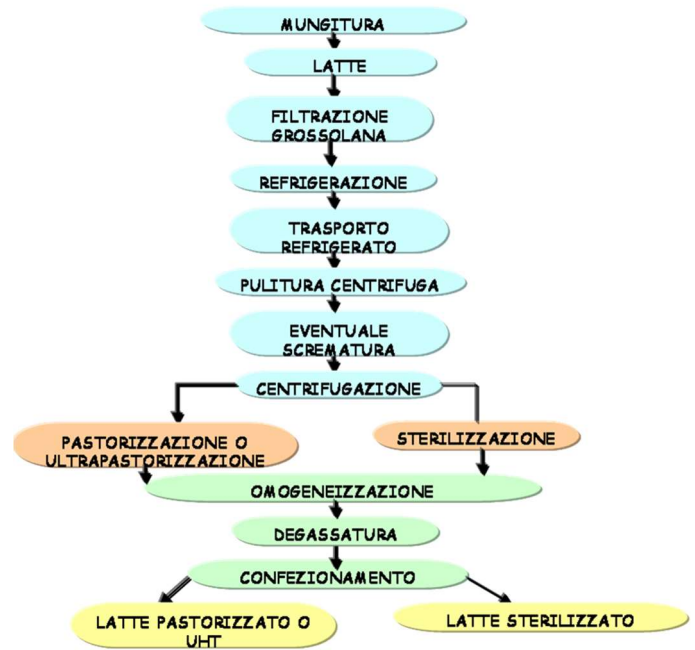 MUNGITURA
LATTE
FILTRAZIONE
GROSSOLANA
REFRIGERAZIONE
TRASPORTO
REFRIGERATO
PULITURA CENTRIFUGA
EVENTUALE
SCREMATURA
CENTRIFUGAZIONE
PASTORIZZAZIONE O
ULTRAPASTORIZZAZIONE
STERILIZZAZIONE
OMOGENEIZZAZIONE
DEGASSATURA
CONFEZIONAMENTO
LATTE PASTORIZZATO O
UHT
LATTE STERILIZZATO